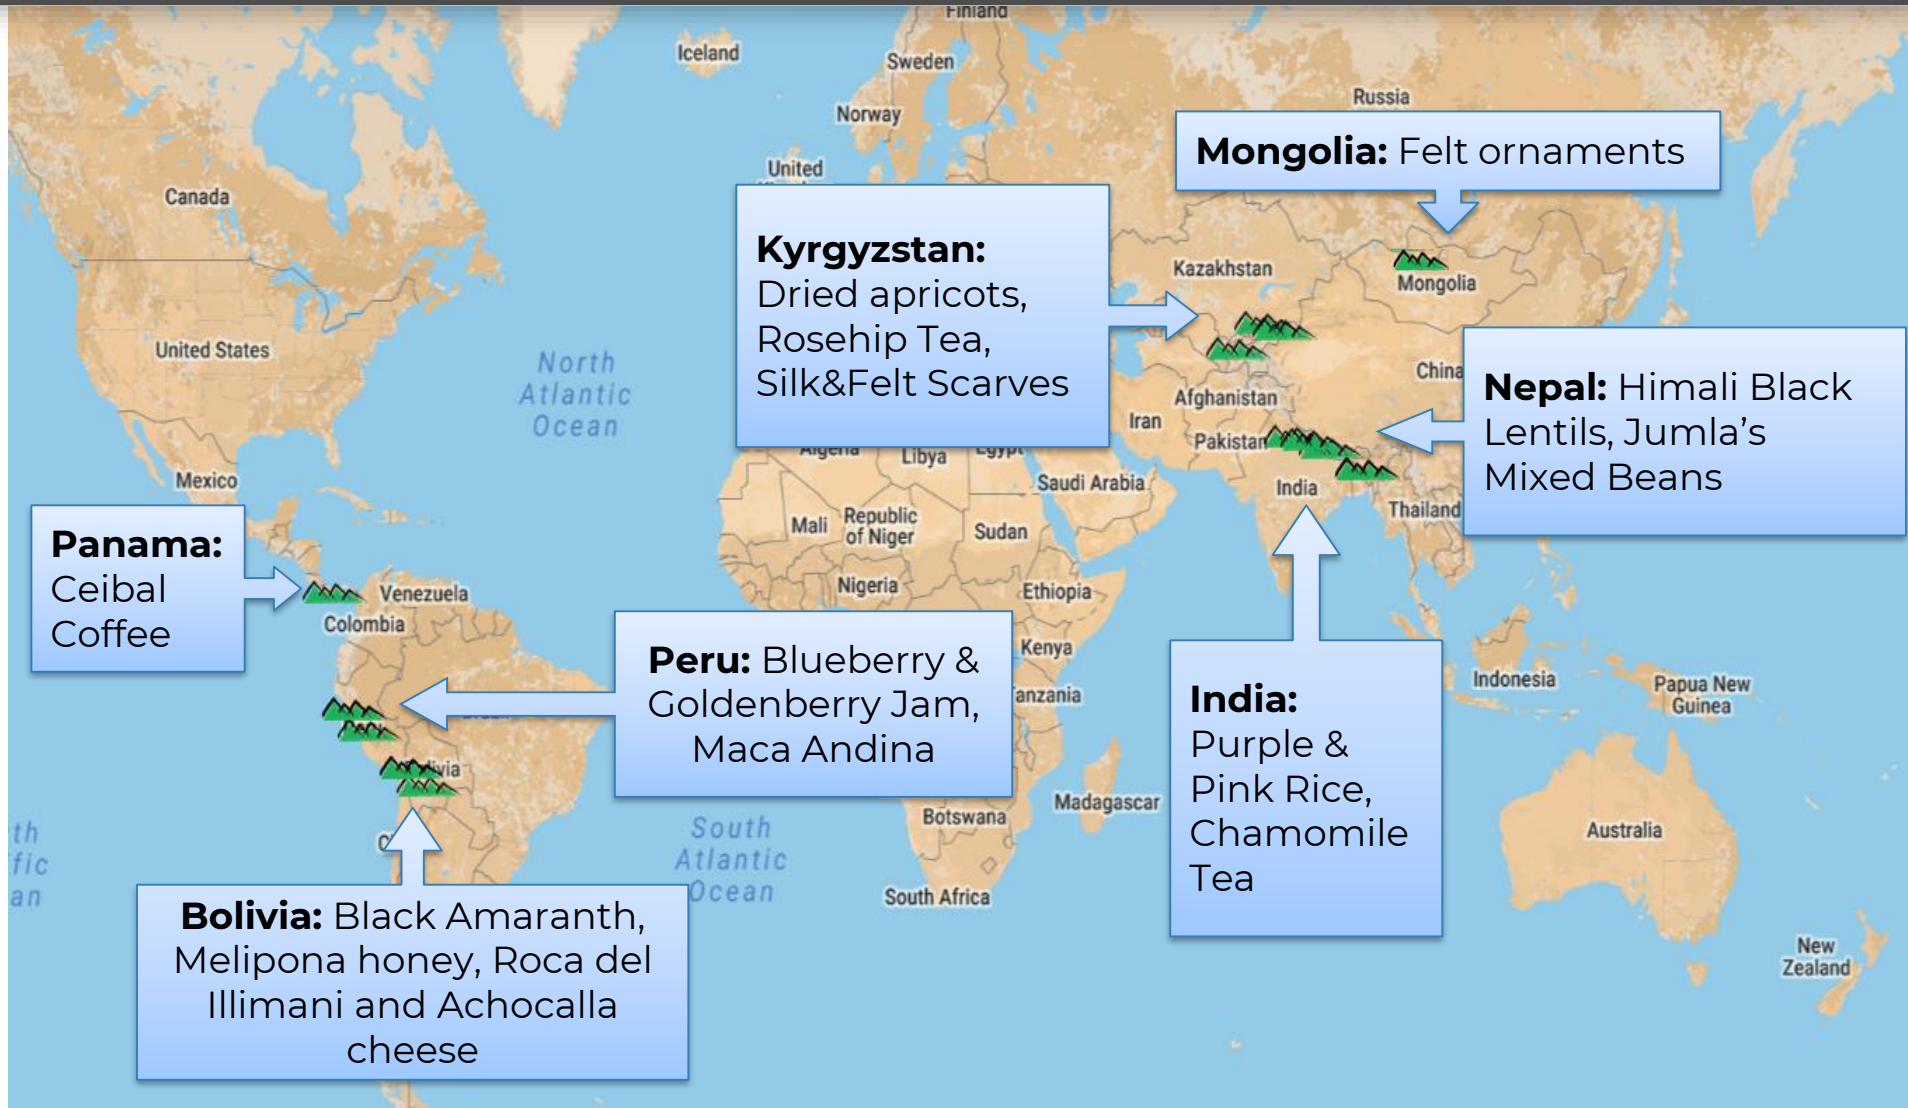 Finland
Iceland
Sweden
Norway
Russia
United
Canada
Mongolia: Felt ornaments
Kyrgyzstan:
Dried apricots,
Rosehip Tea,
Silk&Felt Scarves
Kazakhstan
Mongolia
United States
North
Atlantic
Ocean
China
Afghanistan
Iran
Pakistan
Nepal: Himali Black
Lentils, Jumla’s
Mixed Beans
Algeria
Libya
Egypt
Mexico
Saudi Arabia
India
Thailand
Mali
Republic
of Niger
Sudan
Panama:
Ceibal
Coffee
Venezuela
Colombia
Nigeria
Ethiopia
Kenya
Peru: Blueberry &
Goldenberry Jam,
Maca Andina
Indonesia
Papua New
Guinea
India:
Purple &
Pink Rice,
Chamomile
Tea
Botswana
Madagascar
Australia
South
Atlantic
Ocean
South Africa
Bolivia: Black Amaranth,
Melipona honey, Roca del
Illimani and Achocalla
cheese
New
Zealand